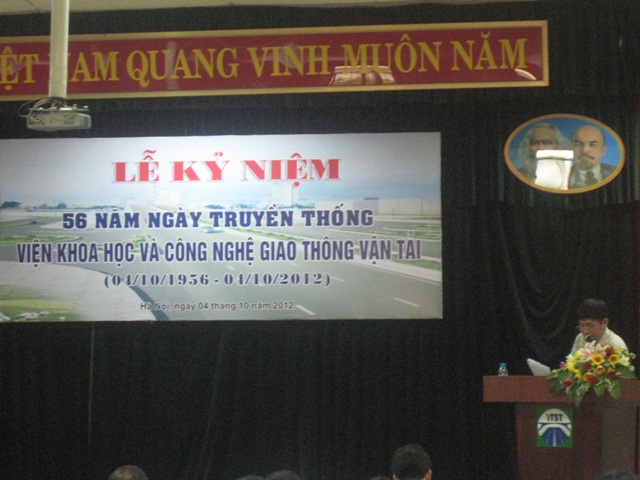 VIỆT NAM QUANG VINH MUÔN NĂM
LỄ KỶ NIỆM
56 NĂM NGÀY TRUYỀN THỐNG
VIỆN KHOA HỌC VÀ CÔNG NGHỆ GIAO THÔNG VẬN TẢI
(04/10/1956 - 04/10/2012)
Hà Nội, ngày 04 tháng 10 năm 2012
ITST